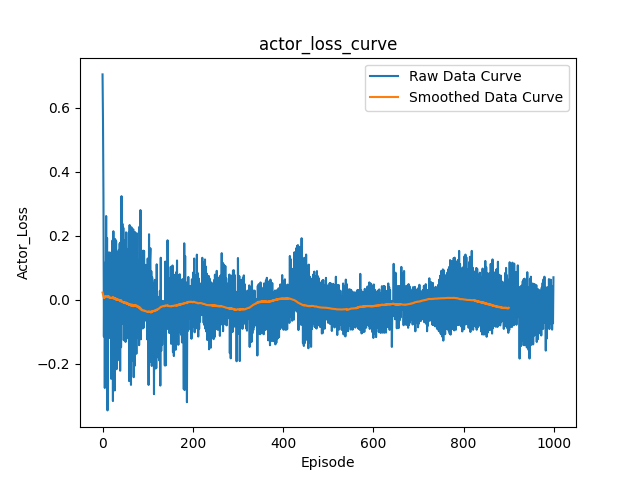 actor_loss_curve
Raw Data Curve
Smoothed Data Curve
0.6
0.4
0.2
0.0
−0.2
Actor_Loss
0 200 400 600 800 1000
Episode